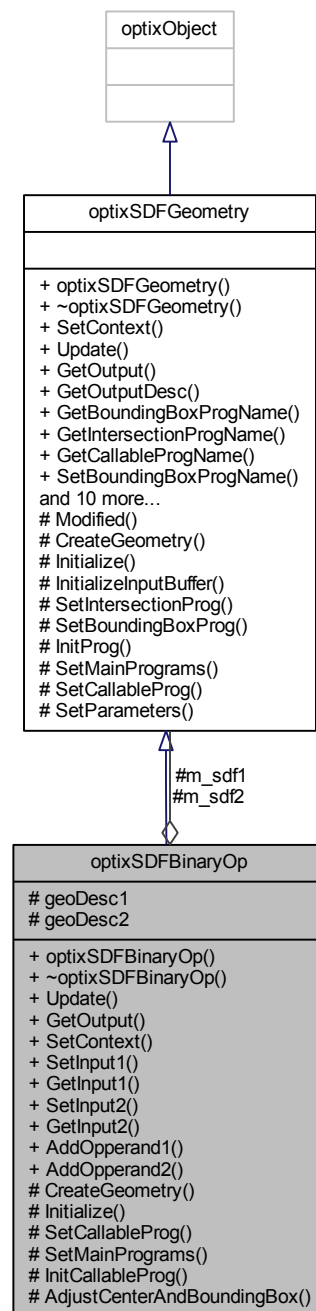 optixObject
optixSDFGeometry
+ optixSDFGeometry()
+ ~optixSDFGeometry()
+ SetContext()
+ Update()
+ GetOutput()
+ GetOutputDesc()
+ GetBoundingBoxProgName()
+ GetIntersectionProgName()
+ GetCallableProgName()
+ SetBoundingBoxProgName()
and 10 more...
# Modified()
# CreateGeometry()
# Initialize()
# InitializeInputBuffer()
# SetIntersectionProg()
# SetBoundingBoxProg()
# InitProg()
# SetMainPrograms()
# SetCallableProg()
# SetParameters()
#m_sdf1
#m_sdf2
optixSDFBinaryOp
# geoDesc1
# geoDesc2
+ optixSDFBinaryOp()
+ ~optixSDFBinaryOp()
+ Update()
+ GetOutput()
+ SetContext()
+ SetInput1()
+ GetInput1()
+ SetInput2()
+ GetInput2()
+ AddOpperand1()
+ AddOpperand2()
# CreateGeometry()
# Initialize()
# SetCallableProg()
# SetMainPrograms()
# InitCallableProg()
# AdjustCenterAndBoundingBox()